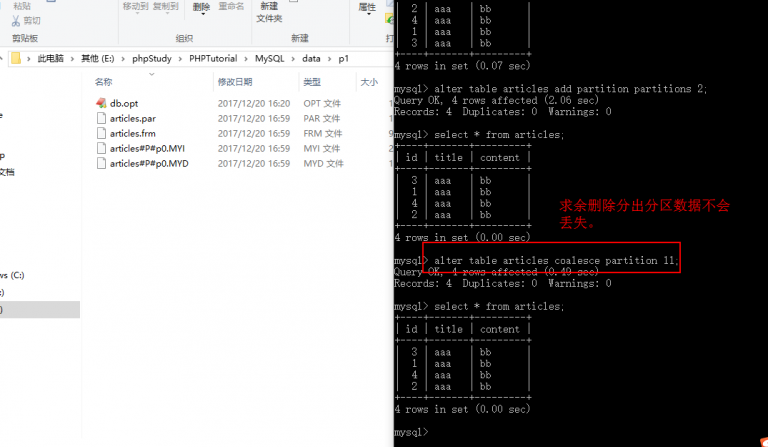 粘贴
剪切
移动到 复制到
删除
重命名
新建
文件夹
属性
打
剪贴板
组织
新建
此电脑 > 其他 (E:) > phpStudy > PHPTutorial > MySQL > data > p1
名称
修改日期
类型
大小
db.opt 2017/12/20 16:20 OPT 文件
articles.par 2017/12/20 16:59 PAR 文件
articles.frm 2017/12/20 16:59 FRM 文件 9
articles#P#p0.MYI 2017/12/20 16:59 MYI 文件 2
articles#P#p0.MYD 2017/12/20 16:59 MYD 文件
文档
ws (C:)
(:)
| 2 | aaa | bb |
| 4 | aaa | bb |
| 1 | aaa | bb |
| 3 | aaa | bb |
+----+-------+---------+
4 rows in set (0.07 sec)
mysql> alter table articles add partition partitions 2;
Query OK, 4 rows affected (2.06 sec)
Records: 4 Duplicates: 0 Warnings: 0
mysql> select * from articles;
+----+-------+---------+
| id | title | content |
+----+-------+---------+
| 3 | aaa | bb |
| 1 | aaa | bb |
| 4 | aaa | bb |
| 2 | aaa | bb |
+----+-------+---------+
4 rows in set (0.00 sec)
求余删除分出分区数据不会
丢失。
mysql> alter table articles coalesce partition 11;
Query OK, 4 rows affected (0.49 sec)
Records: 4 Duplicates: 0 Warnings: 0
mysql> select * from articles;
+----+-------+---------+
| id | title | content |
+----+-------+---------+
| 3 | aaa | bb |
| 1 | aaa | bb |
| 4 | aaa | bb |
| 2 | aaa | bb |
+----+-------+---------+
4 rows in set (0.00 sec)
mysql>